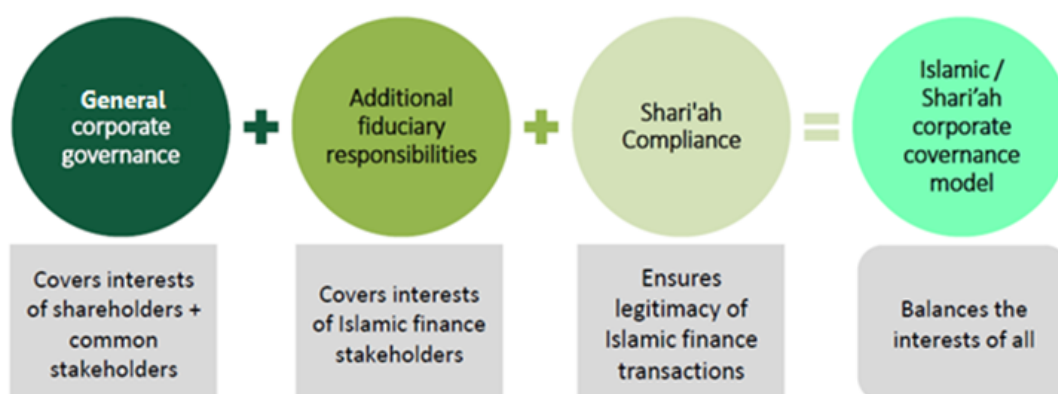 General
corporate
governance
+
Additional
fiduciary
responsibilities
+
Shari'ah
Compliance
=
Islamic /
Shari’ah
corporate
covernance
model
Covers interests
of shareholders +
common
stakeholders
Covers interests
of Islamic finance
stakeholders
Ensures
legitimacy of
Islamic finance
transactions
Balances the
interests of all